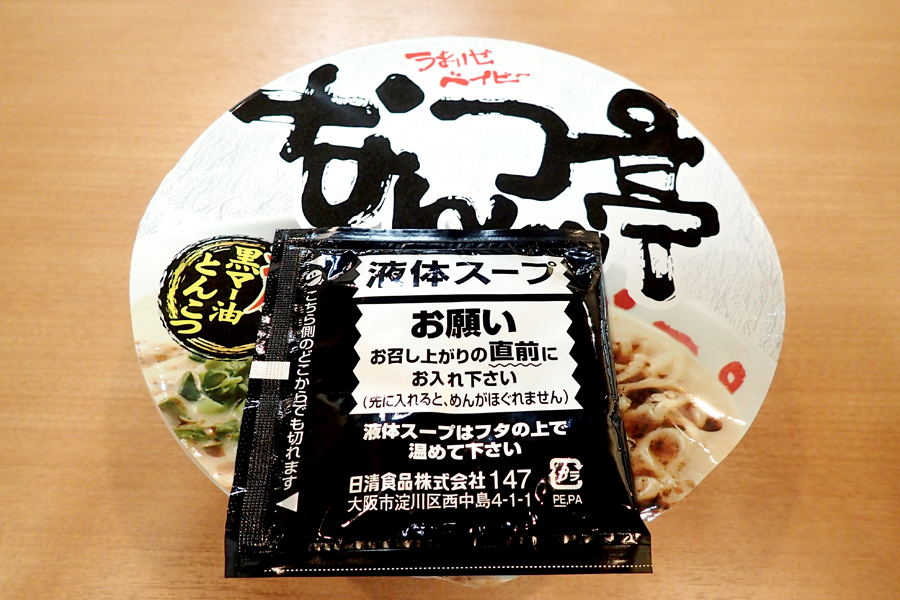 うまいぜ
ベイビー
なんつッ亭
黒マー油
とんこつ
こちら側のどこからでも切れます
液体スープ
お願い
お召し上がりの直前に
お入れ下さい
(先に入れると、めんがほぐれません)
液体スープはフタの上で
温めて下さい
日清食品株式会社 147
大阪市淀川区西中島4-1-1
プラ
PE,PA